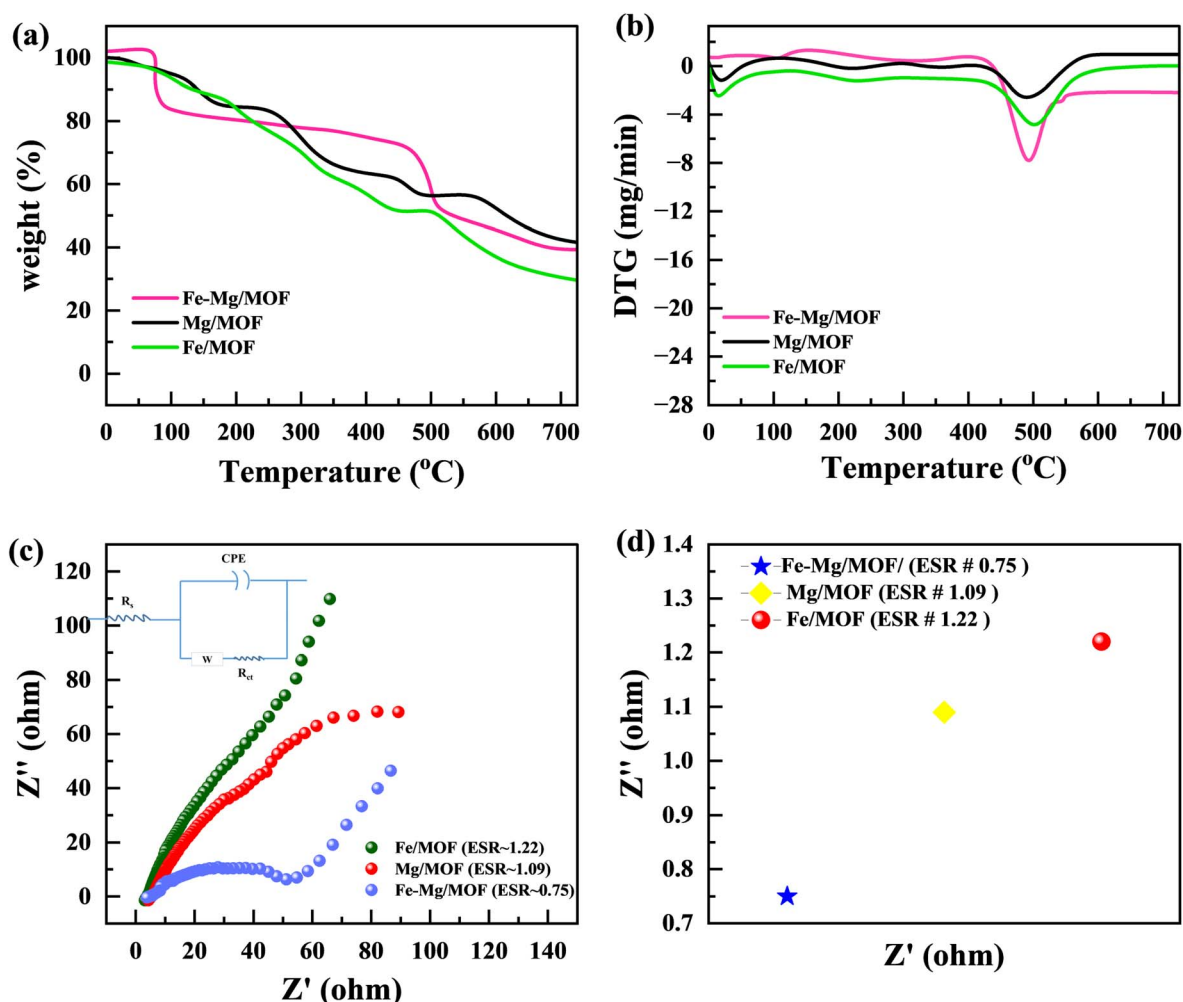 (a)
100
80
60
40
20
0
weight (%)
Fe-Mg/MOF
Mg/MOF
Fe/MOF
0 100 200 300 400 500 600 700
Temperature (°C)
(b)
0
−4
−8
−12
−16
−20
−24
−28
DTG (mg/min)
Fe-Mg/MOF
Mg/MOF
Fe/MOF
0 100 200 300 400 500 600 700
Temperature (°C)
(c)
120
100
80
60
40
20
0
Z'' (ohm)
CPE
Rs
W
Rct
Fe/MOF (ESR~1.22)
Mg/MOF (ESR~1.09)
Fe-Mg/MOF (ESR~0.75)
0 20 40 60 80 100 120 140
Z' (ohm)
(d)
1.4
1.3
1.2
1.1
1.0
0.9
0.8
0.7
Z'' (ohm)
Fe-Mg/MOF/ (ESR # 0.75 )
Mg/MOF (ESR # 1.09 )
Fe/MOF (ESR # 1.22 )
Z' (ohm)